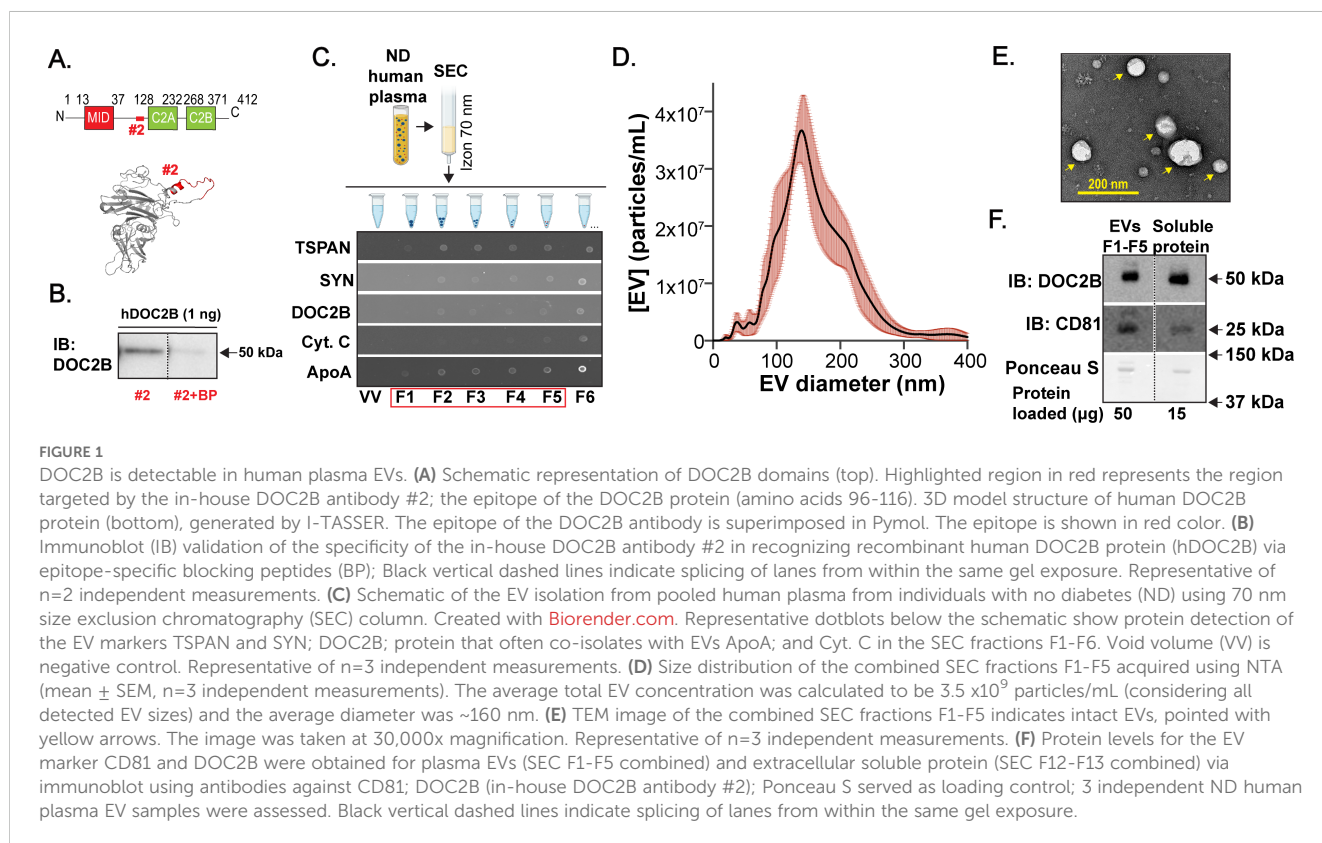 A.
1 13 37 128 232 268 371 412
N MID C2A C2B C
#2
#2
B.
hDOC2B (1 ng)
IB:
DOC2B
50 kDa
#2 #2+BP
C.
ND
human
plasma
SEC
Izon 70 nm
...
TSPAN
SYN
DOC2B
Cyt. C
ApoA
VV F1 F2 F3 F4 F5 F6
D.
[EV] (particles/mL)
4x10⁷
3x10⁷
2x10⁷
1x10⁷
0
0 100 200 300 400
EV diameter (nm)
E.
200 nm
F.
EVs Soluble
F1-F5 protein
IB: DOC2B 50 kDa
IB: CD81 25 kDa
150 kDa
Ponceau S
Protein 37 kDa
loaded (µg) 50 15
FIGURE 1
DOC2B is detectable in human plasma EVs. (A) Schematic representation of DOC2B domains (top). Highlighted region in red represents the region
targeted by the in-house DOC2B antibody #2; the epitope of the DOC2B protein (amino acids 96-116). 3D model structure of human DOC2B
protein (bottom), generated by I-TASSER. The epitope of the DOC2B antibody is superimposed in Pymol. The epitope is shown in red color. (B)
Immunoblot (IB) validation of the specificity of the in-house DOC2B antibody #2 in recognizing recombinant human DOC2B protein (hDOC2B) via
epitope-specific blocking peptides (BP); Black vertical dashed lines indicate splicing of lanes from within the same gel exposure. Representative of
n=2 independent measurements. (C) Schematic of the EV isolation from pooled human plasma from individuals with no diabetes (ND) using 70 nm
size exclusion chromatography (SEC) column. Created with Biorender.com. Representative dotblots below the schematic show protein detection of
the EV markers TSPAN and SYN; DOC2B; protein that often co-isolates with EVs ApoA; and Cyt. C in the SEC fractions F1-F6. Void volume (VV) is
negative control. Representative of n=3 independent measurements. (D) Size distribution of the combined SEC fractions F1-F5 acquired using NTA
(mean ± SEM, n=3 independent measurements). The average total EV concentration was calculated to be 3.5 x10⁹ particles/mL (considering all
detected EV sizes) and the average diameter was ~160 nm. (E) TEM image of the combined SEC fractions F1-F5 indicates intact EVs, pointed with
yellow arrows. The image was taken at 30,000x magnification. Representative of n=3 independent measurements. (F) Protein levels for the EV
marker CD81 and DOC2B were obtained for plasma EVs (SEC F1-F5 combined) and extracellular soluble protein (SEC F12-F13 combined) via
immunoblot using antibodies against CD81; DOC2B (in-house DOC2B antibody #2); Ponceau S served as loading control; 3 independent ND human
plasma EV samples were assessed. Black vertical dashed lines indicate splicing of lanes from within the same gel exposure.